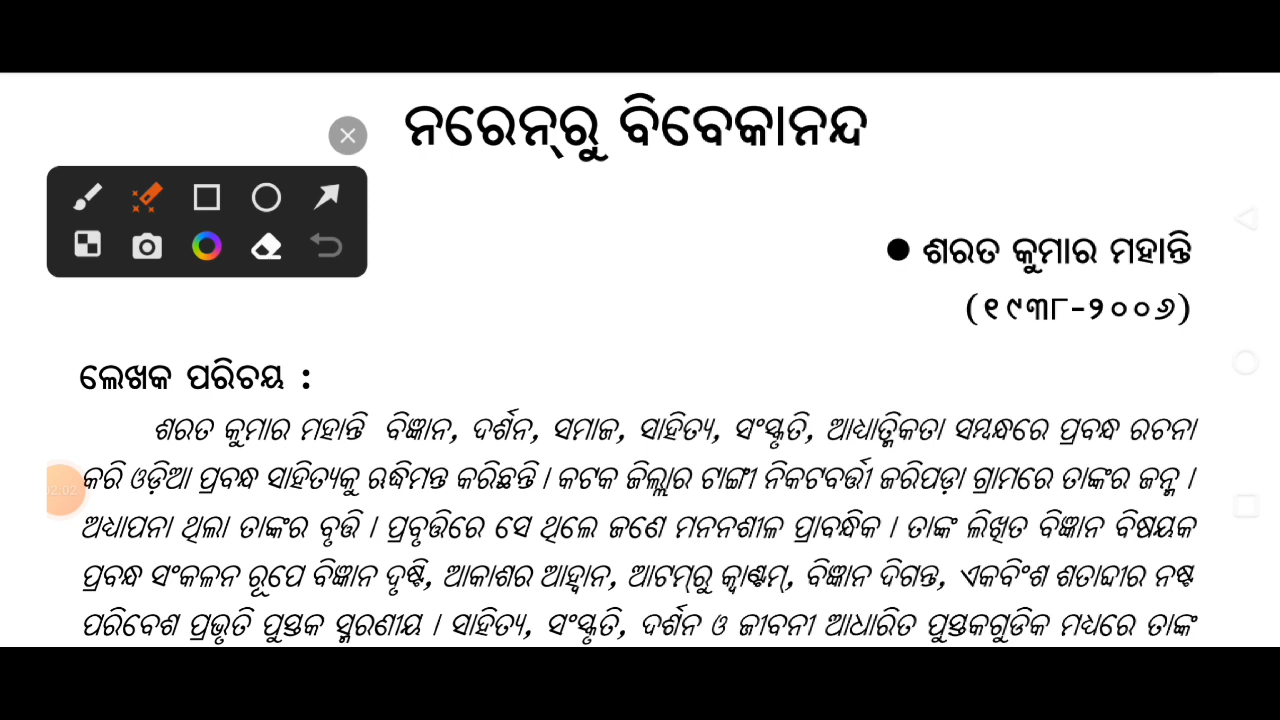 ନରେନ୍‌ରୁ ବିବେକାନନ୍ଦ
● ଶରତ କୁମାର ମହାନ୍ତି
(୧୯୩୮-୨୦୦୬)
ଲେଖକ ପରିଚୟ :
ଶରତ କୁମାର ମହାନ୍ତି ବିଜ୍ଞାନ, ଦର୍ଶନ, ସମାଜ, ସାହିତ୍ୟ, ସଂସ୍କୃତି, ଆଧ୍ୟାତ୍ମିକତା ସମ୍ବନ୍ଧରେ ପ୍ରବନ୍ଧ ରଚନା
କରି ଓଡ଼ିଆ ପ୍ରବନ୍ଧ ସାହିତ୍ୟକୁ ଋଦ୍ଧିମନ୍ତ କରିଛନ୍ତି । କଟକ ଜିଲ୍ଲାର ଟାଙ୍ଗୀ ନିକଟବର୍ତ୍ତୀ ଜରିପଡ଼ା ଗ୍ରାମରେ ତାଙ୍କର ଜନ୍ମ ।
02:02
ଅଧ୍ୟାପନା ଥିଲା ତାଙ୍କର ବୃତ୍ତି । ପ୍ରବୃତ୍ତିରେ ସେ ଥିଲେ ଜଣେ ମନନଶୀଳ ପ୍ରାବନ୍ଧିକ । ତାଙ୍କ ଲିଖିତ ବିଜ୍ଞାନ ବିଷୟକ
ପ୍ରବନ୍ଧ ସଂକଳନ ରୂପେ ବିଜ୍ଞାନ ଦୃଷ୍ଟି, ଆକାଶର ଆହ୍ୱାନ, ଆଟମ୍‌ରୁ କ୍ୱାଣ୍ଟମ୍, ବିଜ୍ଞାନ ଦିଗନ୍ତ, ଏକବିଂଶ ଶତାବ୍ଦୀର ନଷ୍ଟ
ପରିବେଶ ପ୍ରଭୃତି ପୁସ୍ତକ ସ୍ମରଣୀୟ । ସାହିତ୍ୟ, ସଂସ୍କୃତି, ଦର୍ଶନ ଓ ଜୀବନୀ ଆଧାରିତ ପୁସ୍ତକଗୁଡିକ ମଧ୍ୟରେ ତାଙ୍କ